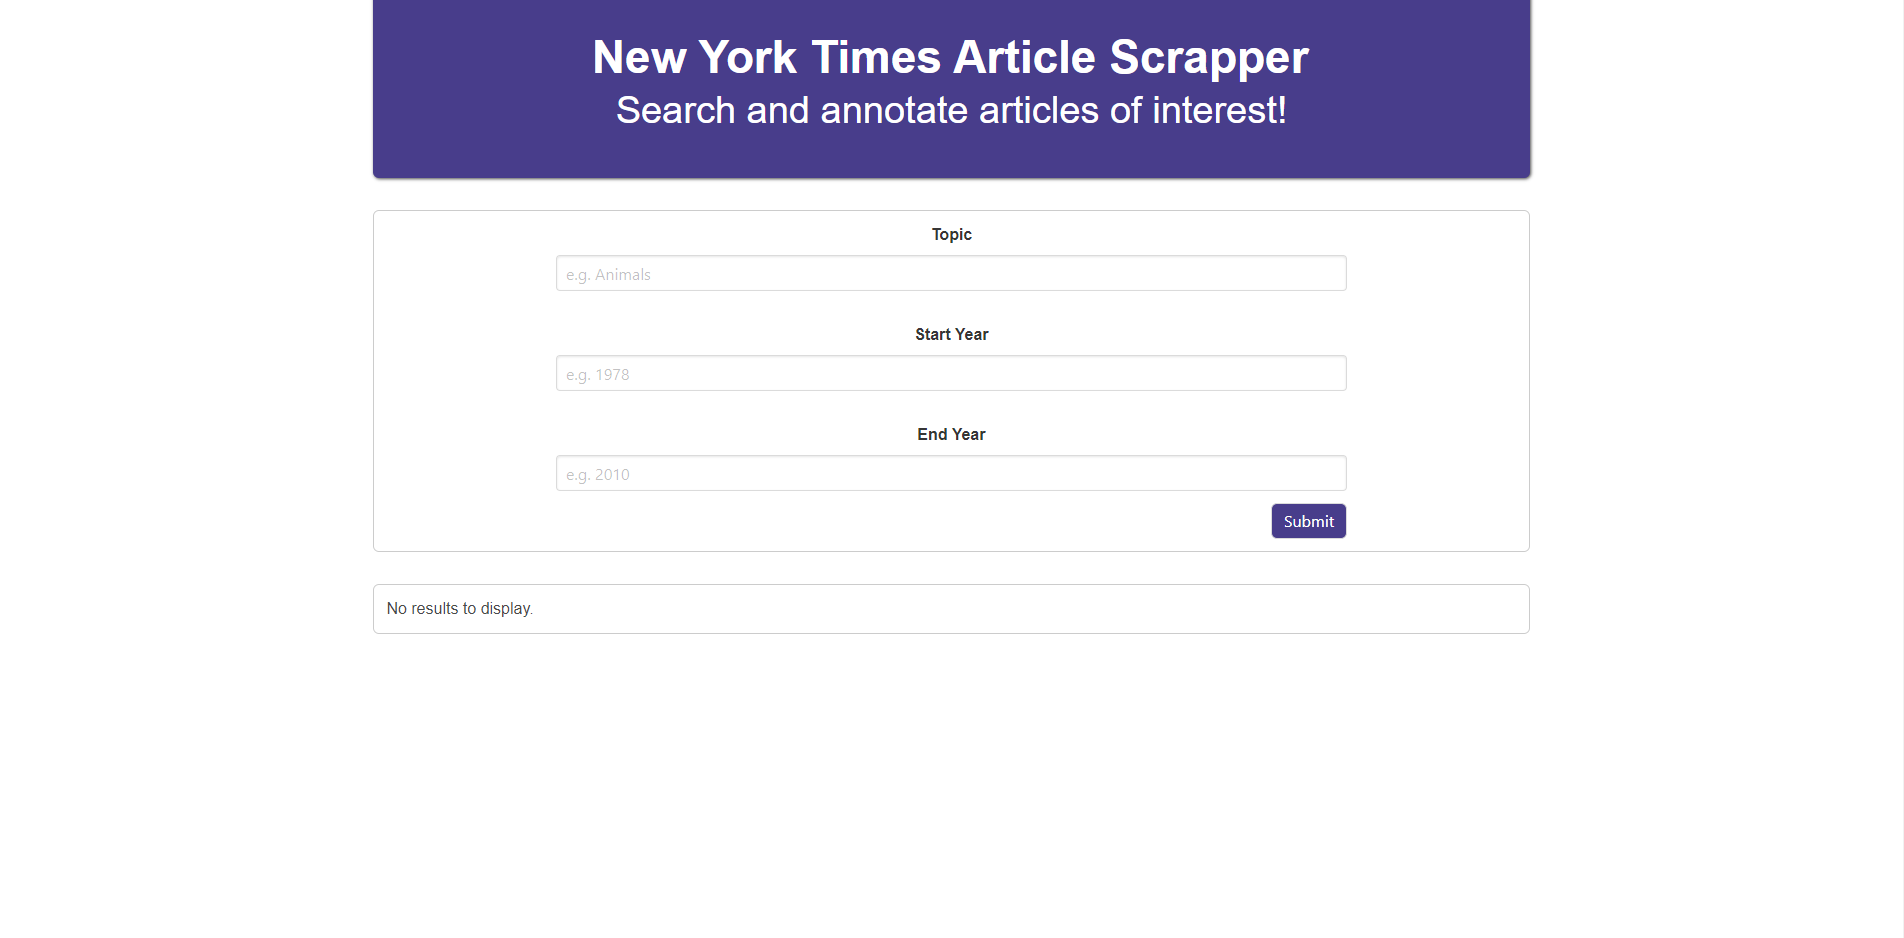 New York Times Article Scrapper
Search and annotate articles of interest!
Topic
e.g. Animals
Start Year
e.g. 1978
End Year
e.g. 2010
Submit
No results to display.